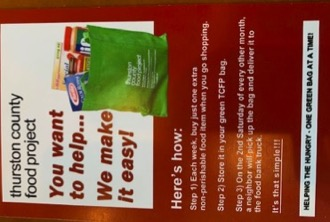 thurston county
food project
You want
to help...
We make
it easy!
Here's how:
Step 1) Each week, buy just one extra
non-perishable food item when you go shopping.
Step 2) Store it in your green TCFP bag.
Step 3) On the 2nd Saturday of every other month,
a neighbor will pick up the bag and deliver it to
the food bank truck.
It's that simple!!!
HELPING THE HUNGRY - ONE GREEN BAG AT A TIME!